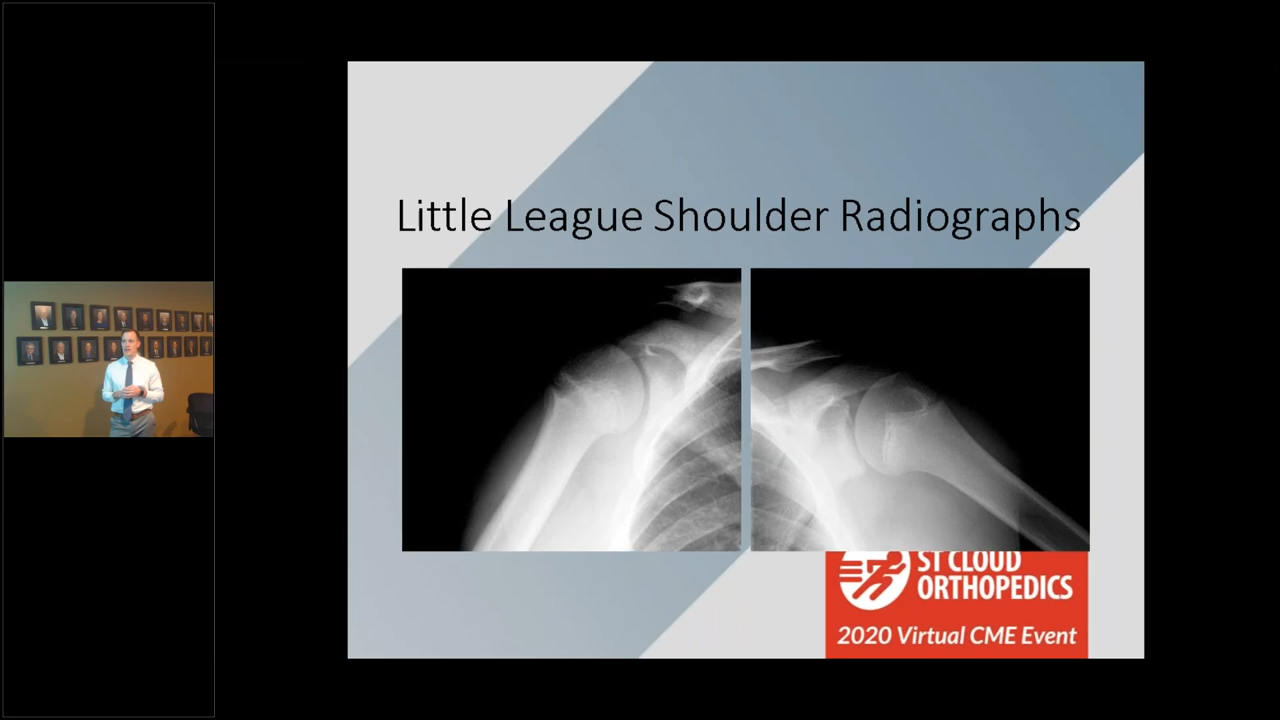 Little League Shoulder Radiographs
ST CLOUD
ORTHOPEDICS
2020 Virtual CME Event